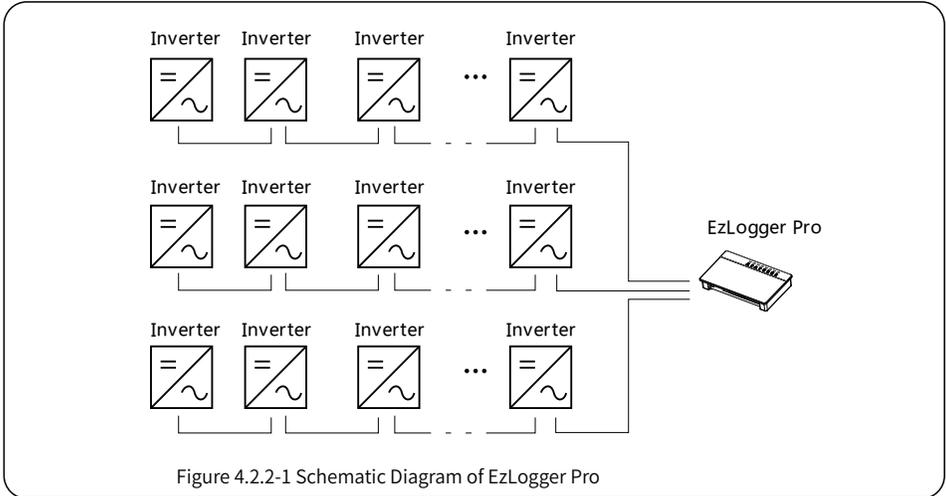 Inverter Inverter Inverter Inverter
Inverter Inverter Inverter Inverter
EzLogger Pro
Inverter Inverter Inverter Inverter
Figure 4.2.2-1 Schematic Diagram of EzLogger Pro